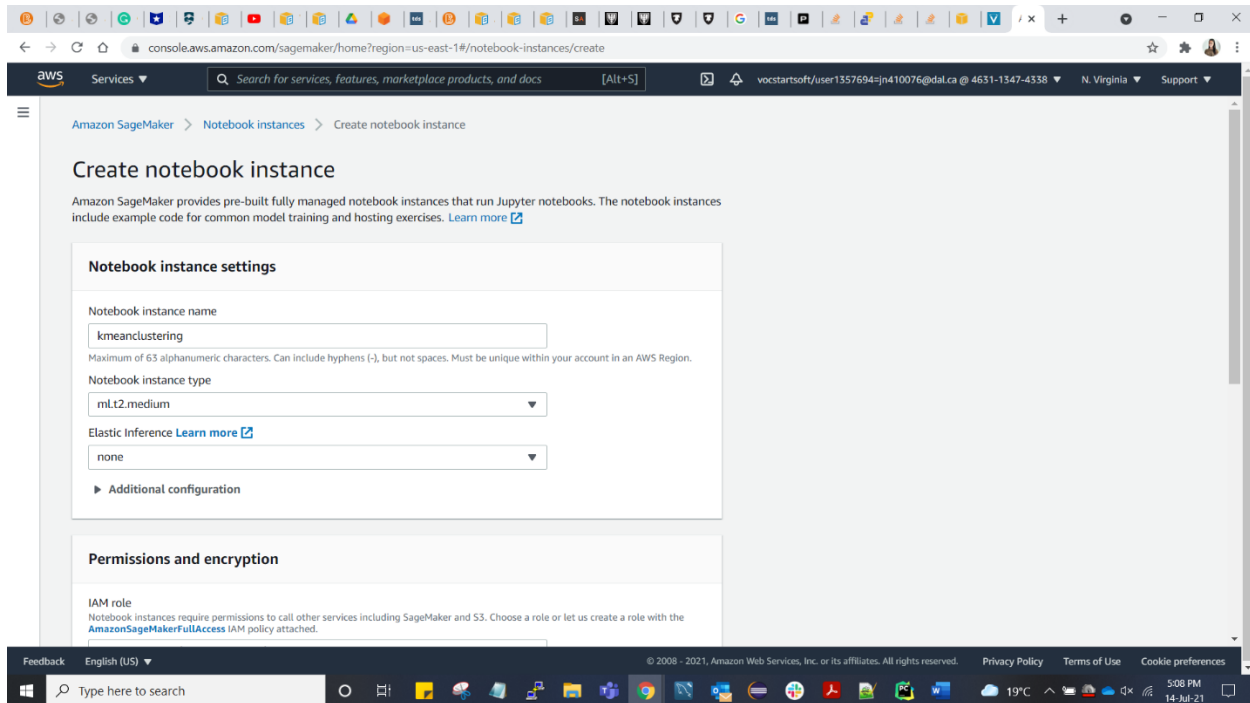 console.aws.amazon.com/sagemaker/home?region=us-east-1#/notebook-instances/create
aws Services ▼ Search for services, features, marketplace products, and docs [Alt+S] vocstartsoft/user1357694=jn410076@dal.ca @ 4631-1347-4338 ▼ N. Virginia ▼ Support ▼
Amazon SageMaker > Notebook instances > Create notebook instance
Create notebook instance
Amazon SageMaker provides pre-built fully managed notebook instances that run Jupyter notebooks. The notebook instances
include example code for common model training and hosting exercises. Learn more
Notebook instance settings
Notebook instance name
kmeanclustering
Maximum of 63 alphanumeric characters. Can include hyphens (-), but not spaces. Must be unique within your account in an AWS Region.
Notebook instance type
ml.t2.medium
Elastic Inference Learn more
none
Additional configuration
Permissions and encryption
IAM role
Notebook instances require permissions to call other services including SageMaker and S3. Choose a role or let us create a role with the
AmazonSageMakerFullAccess IAM policy attached.
Feedback English (US) ▼ © 2008 - 2021, Amazon Web Services, Inc. or its affiliates. All rights reserved. Privacy Policy Terms of Use Cookie preferences
Type here to search 19°C 5:08 PM
14-Jul-21